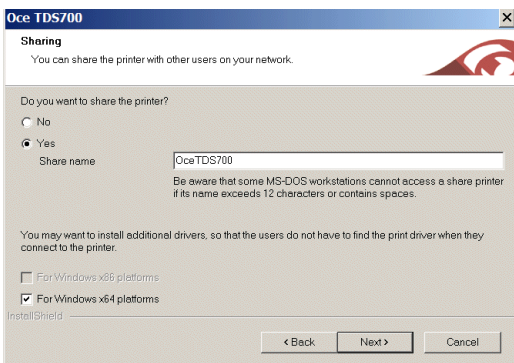 Oce TDS700
Sharing
You can share the printer with other users on your network.
Do you want to share the printer?
No
Yes
Share name
OceTDS700
Be aware that some MS-DOS workstations cannot access a share printer
if its name exceeds 12 characters or contains spaces.
You may want to install additional drivers, so that the users do not have to find the print driver when they
connect to the printer.
For Windows x86 platforms
For Windows x64 platforms
InstallShield
< Back
Next >
Cancel